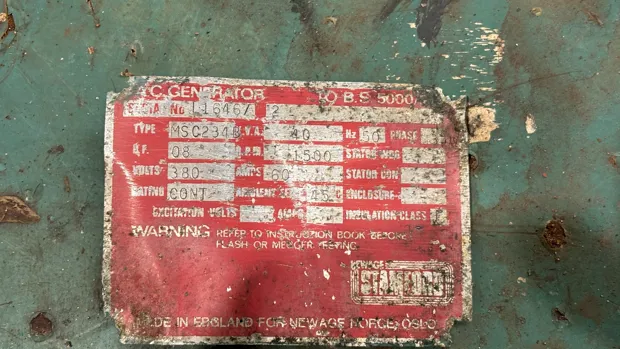 .C. GENERATOR TO B.S. 5000/
SERIAL No L16467/2
TYPE MSC234 K.V.A. 40 Hz 50 PHASE
P.F. 08 R.P.M. 1500 STATOR WDG
VOLTS 380 AMPS 60 STATOR CON
RATING CONT AMBIENT TEMP 45 C ENCLOSURE
EXCITATION VOLTS AMPS INSULATION CLASS
WARNING REFER TO INSTRUCTION BOOK BEFORE
FLASH OR MEGGER TESTING.
NEWAGE
STAMFORD
MADE IN ENGLAND FOR NEWAGE NORGE, OSLO